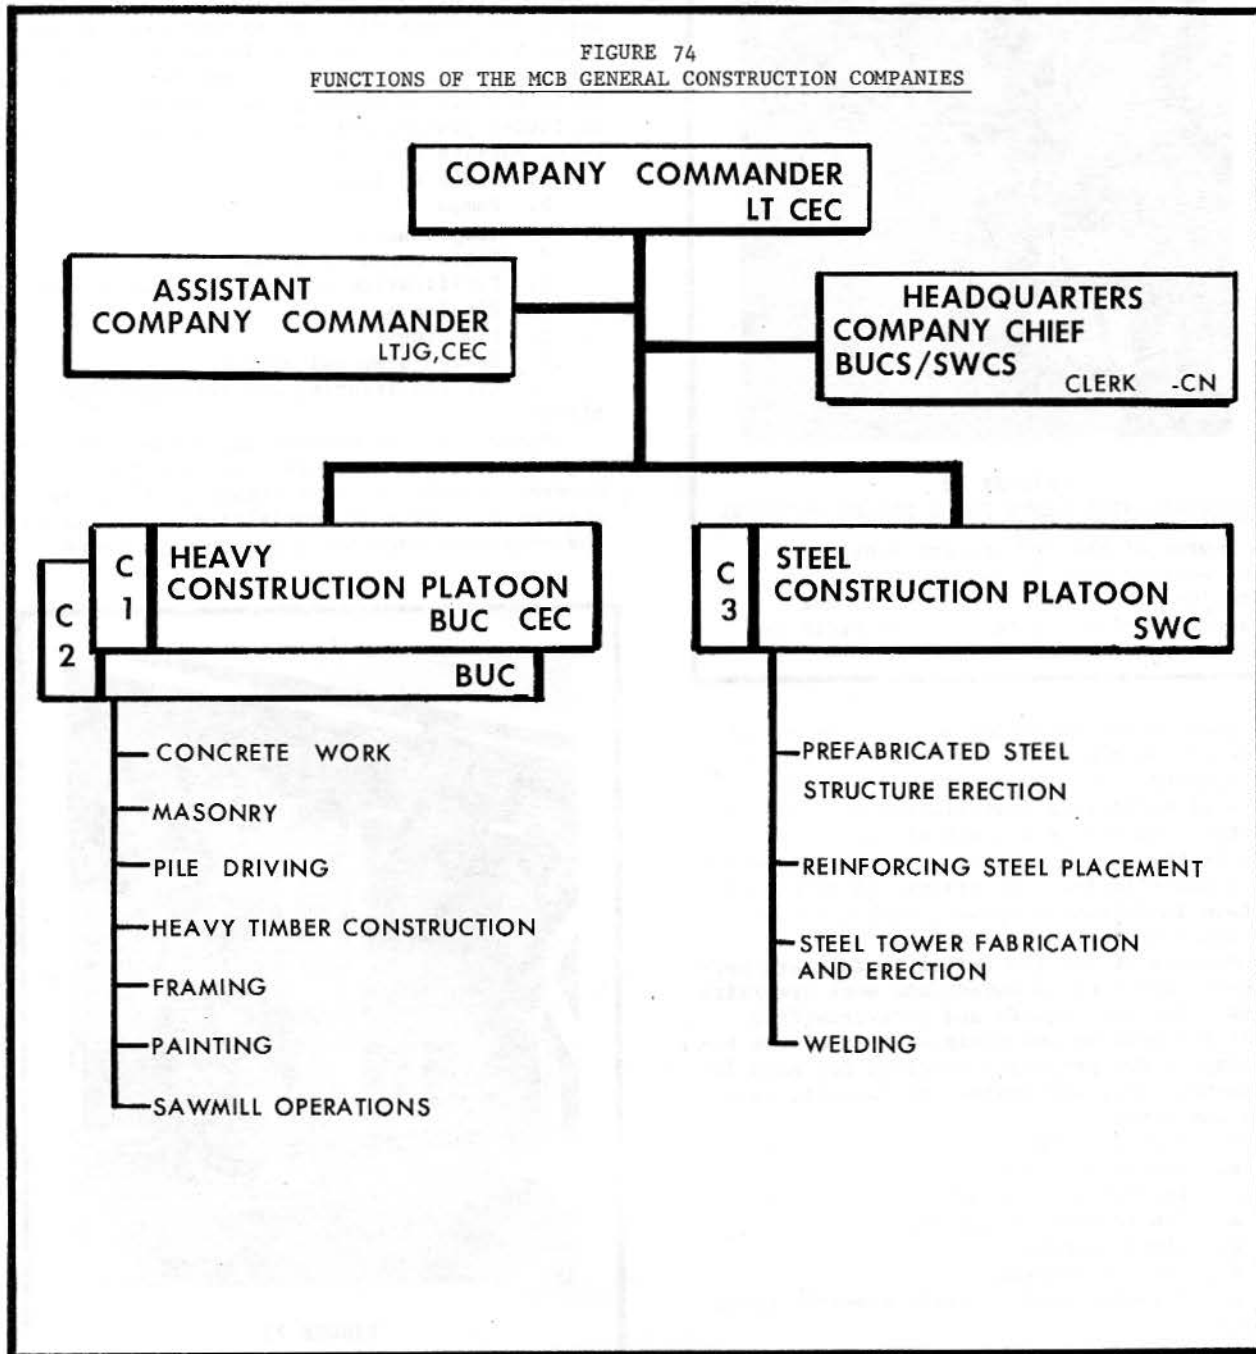 FIGURE 74
FUNCTIONS OF THE MCB GENERAL CONSTRUCTION COMPANIES
COMPANY COMMANDER
LT CEC
ASSISTANT
COMPANY COMMANDER
LTJG,CEC
HEADQUARTERS
COMPANY CHIEF
BUCS/SWCS
CLERK -CN
C
1
HEAVY
CONSTRUCTION PLATOON
BUC CEC
C
2
BUC
CONCRETE WORK
MASONRY
PILE DRIVING
HEAVY TIMBER CONSTRUCTION
FRAMING
PAINTING
SAWMILL OPERATIONS
C
3
STEEL
CONSTRUCTION PLATOON
SWC
PREFABRICATED STEEL
STRUCTURE ERECTION
REINFORCING STEEL PLACEMENT
STEEL TOWER FABRICATION
AND ERECTION
WELDING